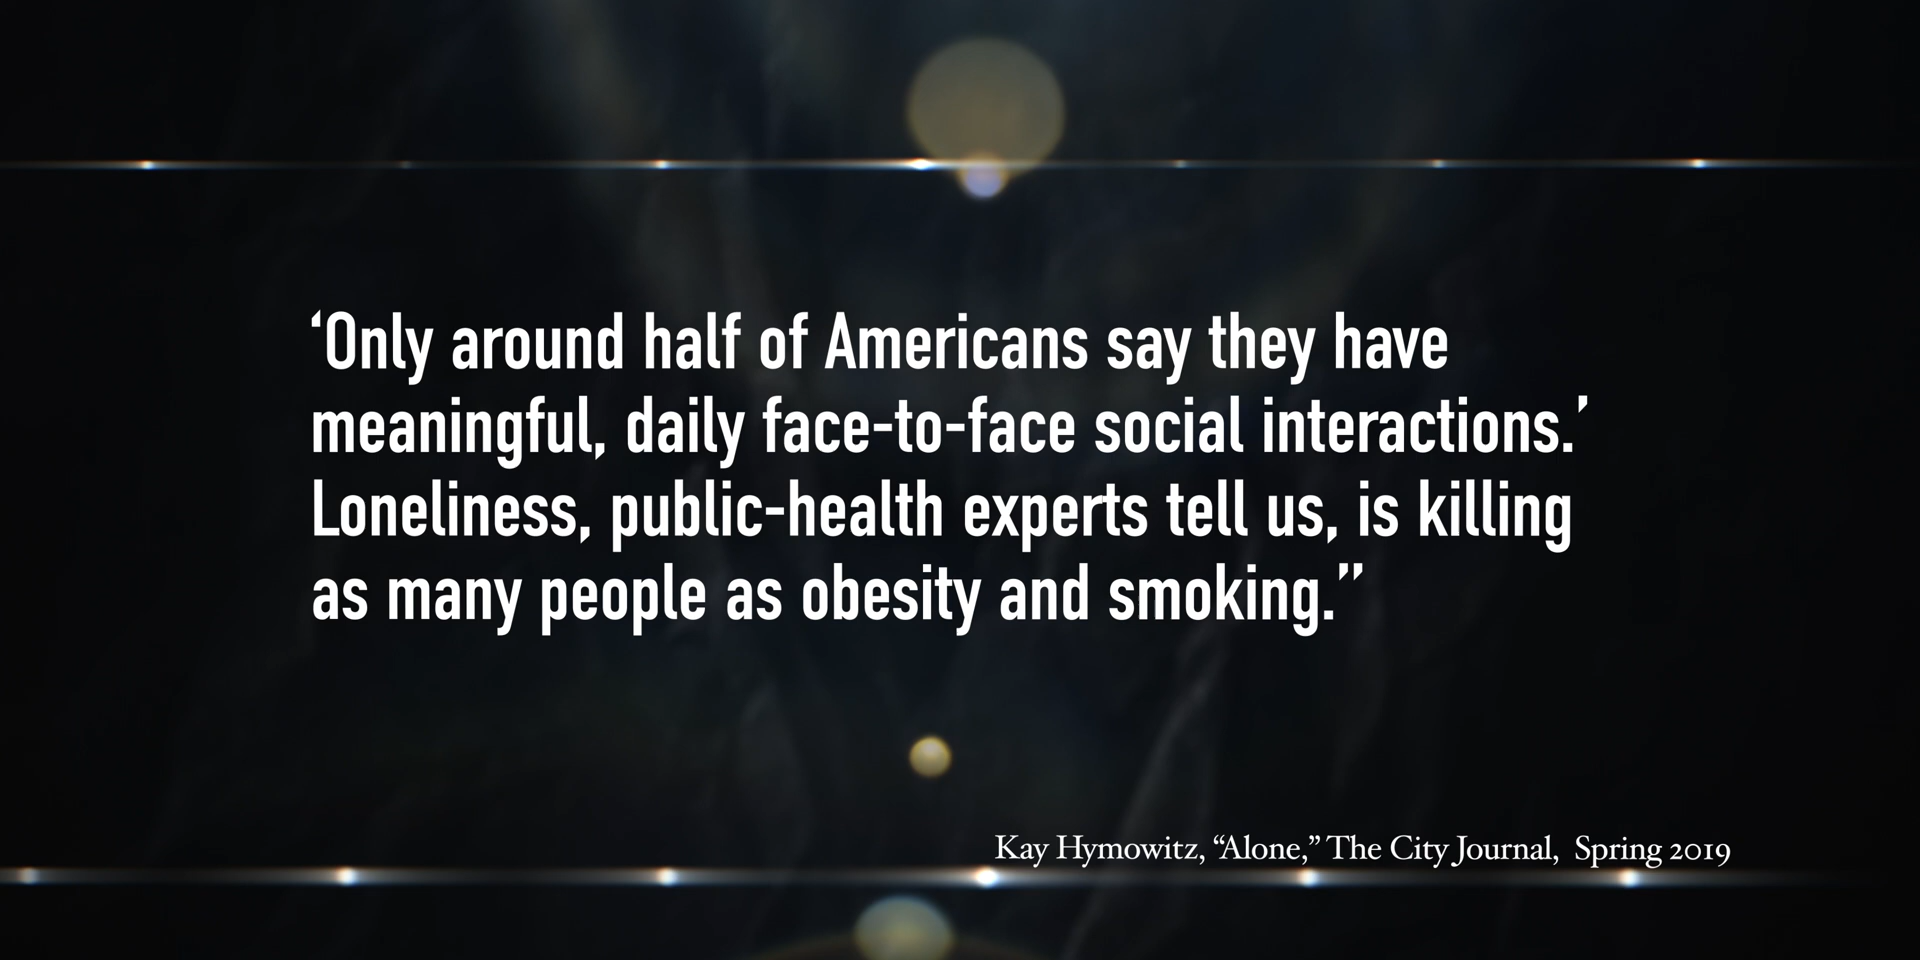 ‘Only around half of Americans say they have
meaningful, daily face-to-face social interactions.’
Loneliness, public-health experts tell us, is killing
as many people as obesity and smoking.”
Kay Hymowitz, “Alone,” The City Journal, Spring 2019